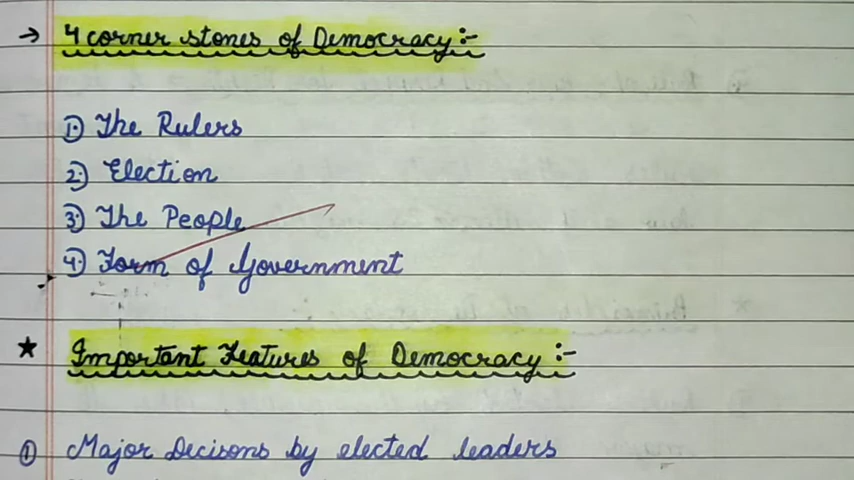 → 4 corner stones of Democracy:-
1) The Rulers
2) Election
3) The People
4) Form of Government
★ Important Features of Democracy:-
① Major Decisons by elected leaders